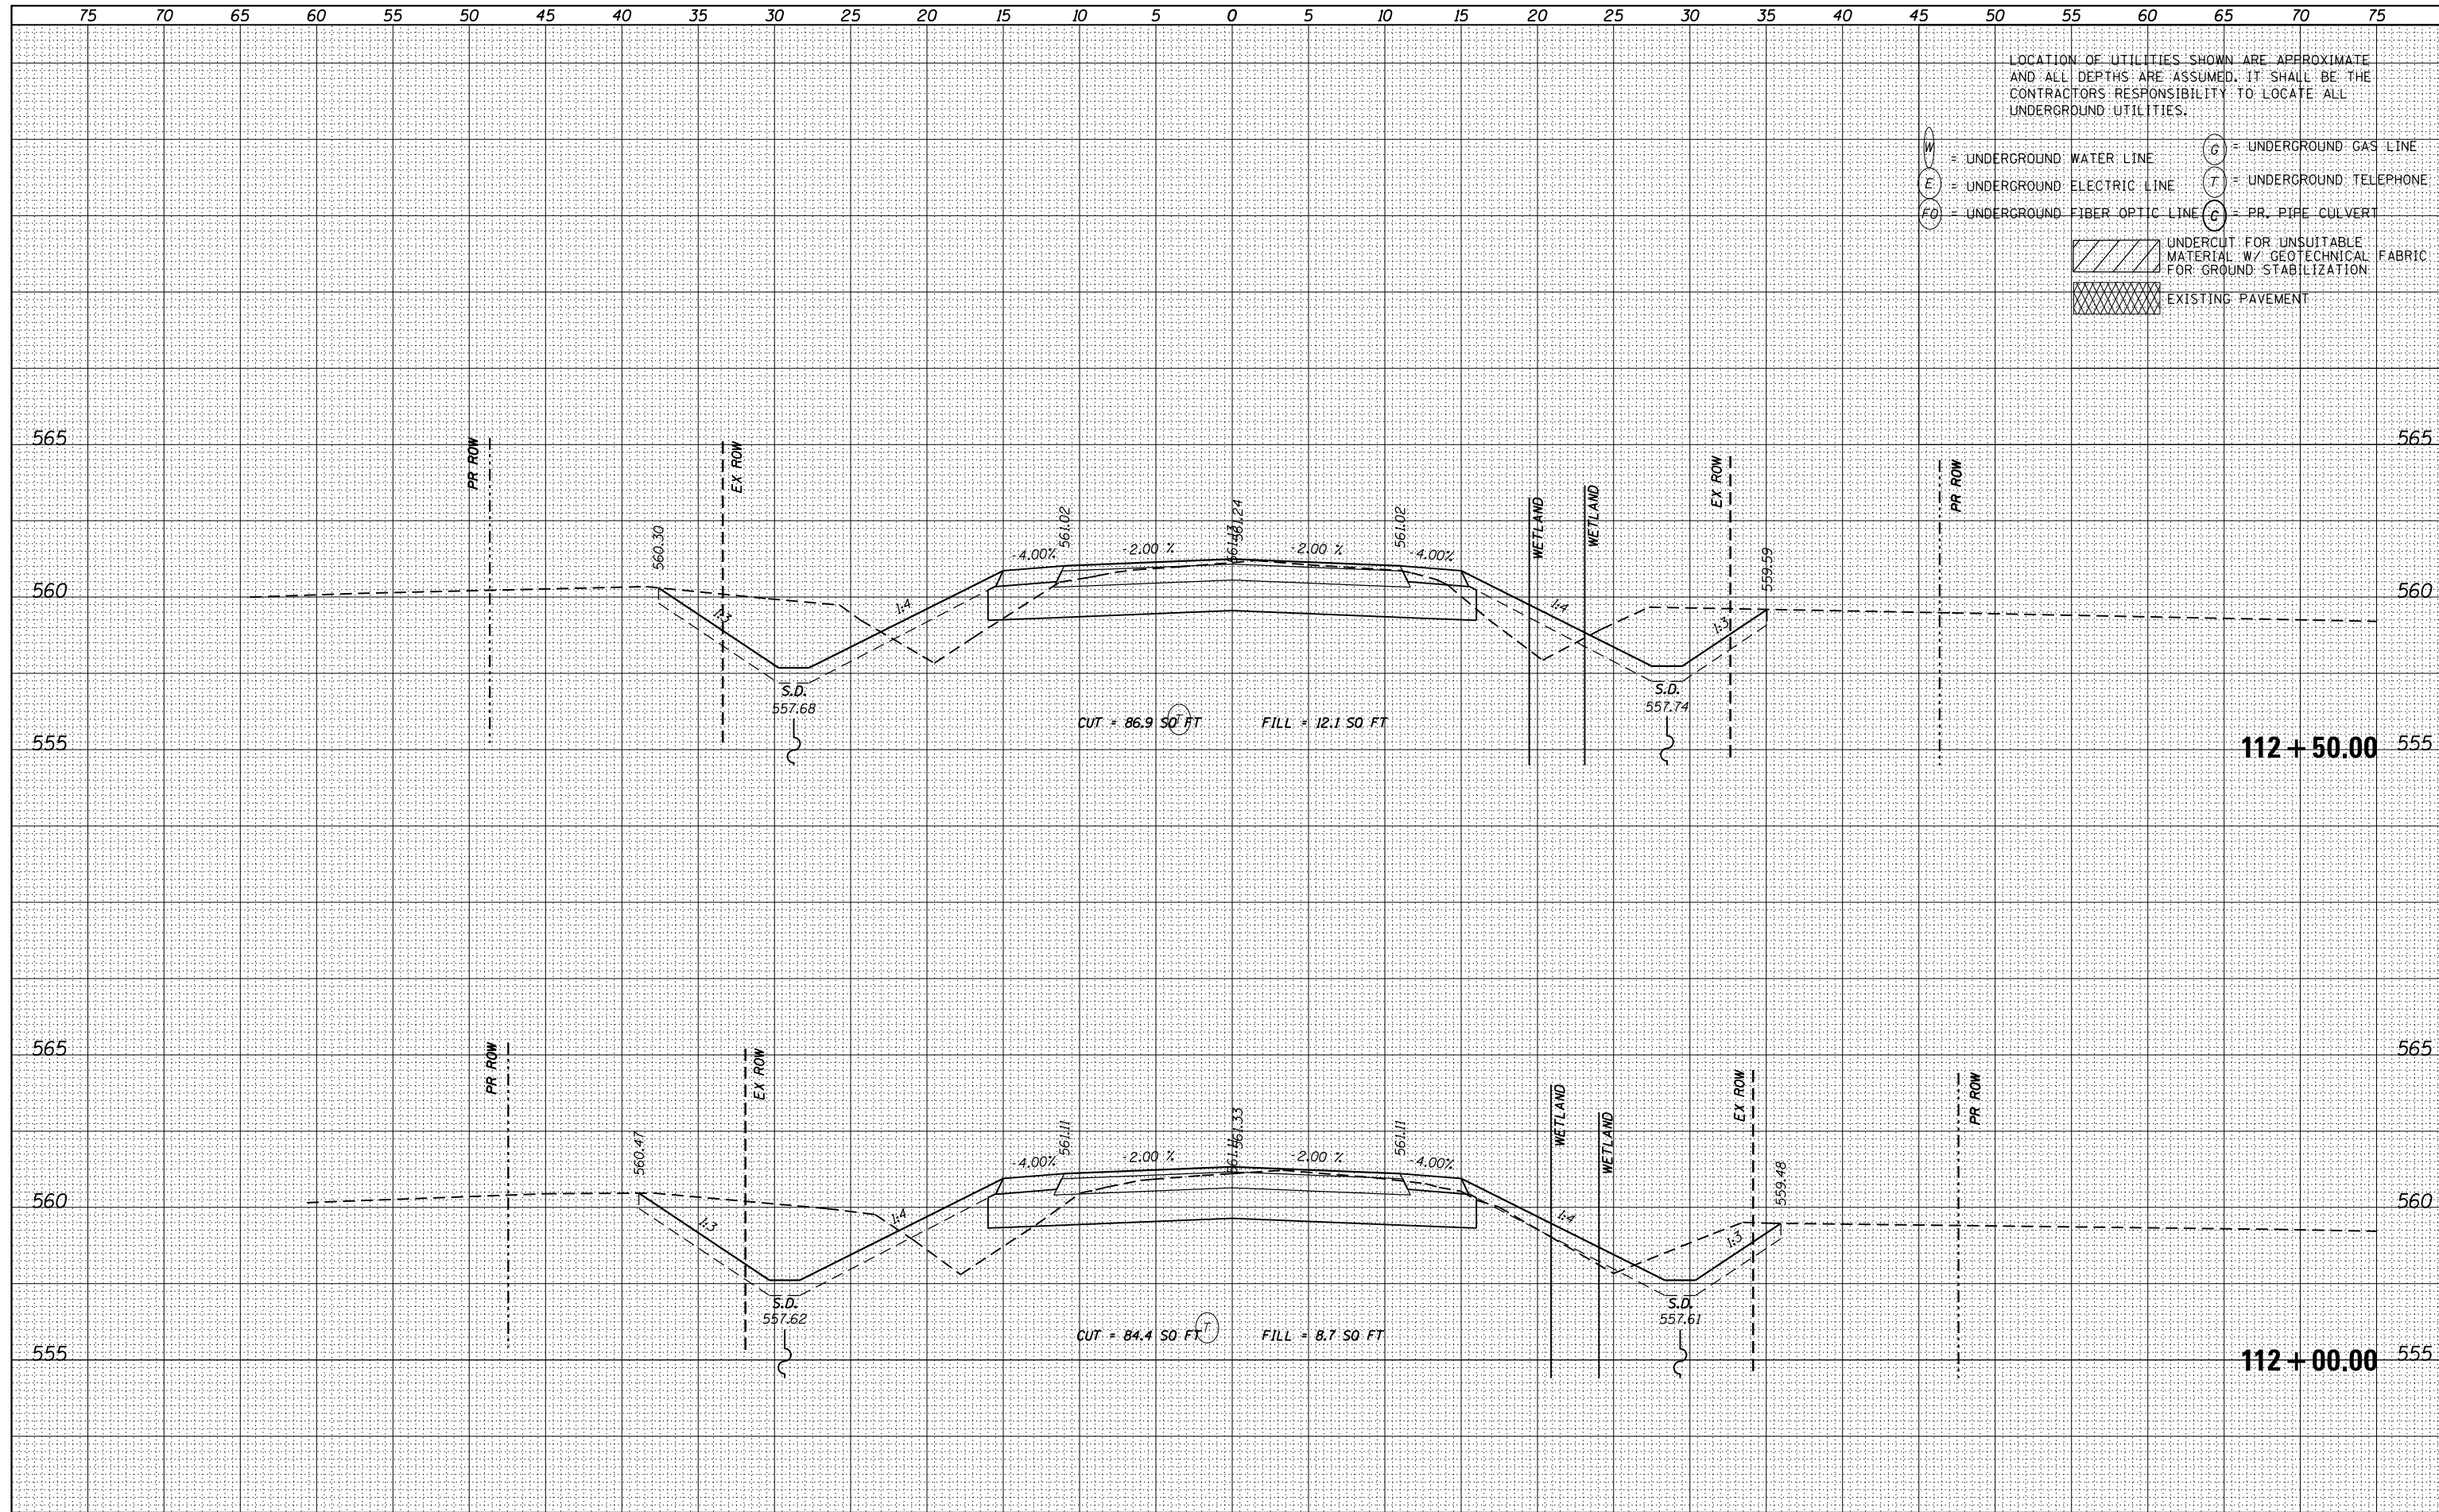 75 70 65 60 55 50 45 40 35 30 25 20 15 10 5 0 5 10 15 20 25 30 35 40 45 50 55 60 65 70 75
LOCATION OF UTILITIES SHOWN ARE APPROXIMATE
AND ALL DEPTHS ARE ASSUMED. IT SHALL BE THE
CONTRACTORS RESPONSIBILITY TO LOCATE ALL
UNDERGROUND UTILITIES.
W = UNDERGROUND WATER LINE
G = UNDERGROUND GAS LINE
E = UNDERGROUND ELECTRIC LINE
T = UNDERGROUND TELEPHONE
FO = UNDERGROUND FIBER OPTIC LINE
C = PR. PIPE CULVERT
UNDERCUT FOR UNSUITABLE
MATERIAL W/ GEOTECHNICAL FABRIC
FOR GROUND STABILIZATION
EXISTING PAVEMENT
565
565
PR ROW
EX ROW
EX ROW
PR ROW
WETLAND
WETLAND
560.30
561.02
561.13
561.24
561.02
559.59
-4.00%
-2.00 %
-2.00 %
-4.00%
560
1:3
1:4
1:4
1:3
S.D.
557.68
S.D.
557.74
CUT = 86.9 SQ FT
T
FILL = 12.1 SQ FT
555
112+50.00
555
565
565
PR ROW
EX ROW
EX ROW
PR ROW
WETLAND
WETLAND
560.47
561.11
561.11
561.33
561.11
559.48
-4.00%
-2.00 %
-2.00 %
-4.00%
560
560
560
1:3
1:4
1:4
1:3
S.D.
557.62
S.D.
557.61
CUT = 84.4 SQ FT
T
FILL = 8.7 SQ FT
555
112+00.00
555